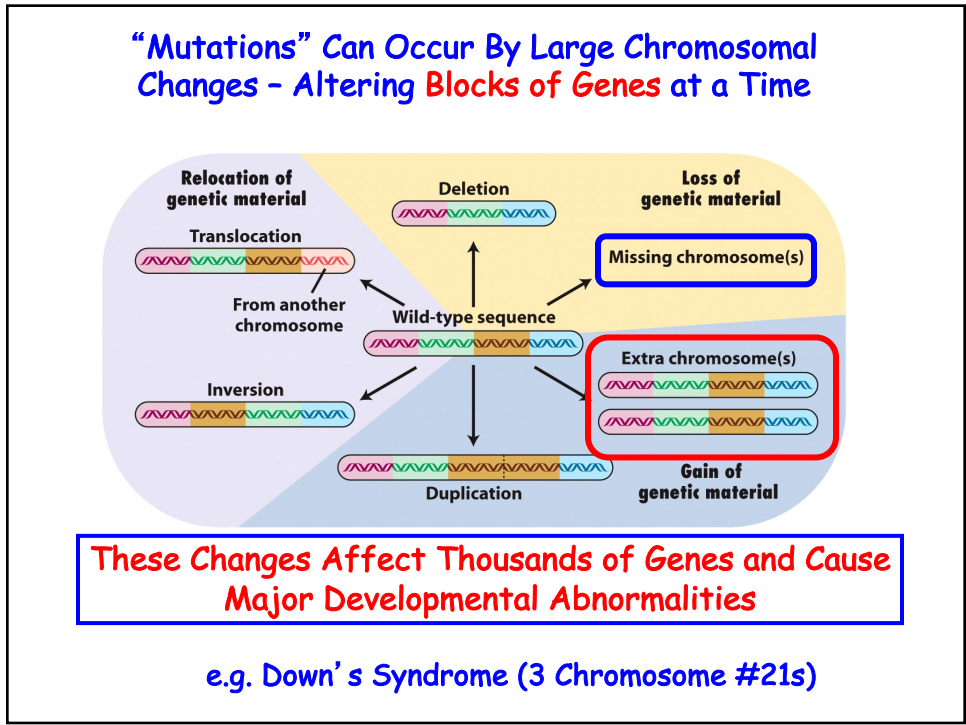 “Mutations” Can Occur By Large Chromosomal
Changes – Altering Blocks of Genes at a Time
Relocation of
genetic material
Deletion
Loss of
genetic material
Translocation
Missing chromosome(s)
From another
chromosome
Wild-type sequence
Extra chromosome(s)
Inversion
Duplication
Gain of
genetic material
These Changes Affect Thousands of Genes and Cause
Major Developmental Abnormalities
e.g. Down’s Syndrome (3 Chromosome #21s)